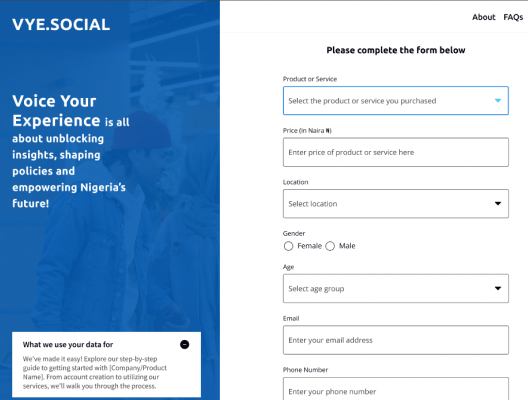 VYE.SOCIAL
Voice Your
Experience is all
about unblocking
insights, shaping
policies and
empowering Nigeria's
future!
What we use your data for
We've made it easy! Explore our step-by-step
guide to getting started with [Company/Product
Name]. From account creation to utilizing our
services, we'll walk you through the process.
About FAQs
Please complete the form below
Product or Service
Select the product or service you purchased
Price (In Naira ₦)
Enter price of product or service here
Location
Select location
Gender
Female Male
Age
Select age group
Email
Enter your email address
Phone Number
Enter your phone number